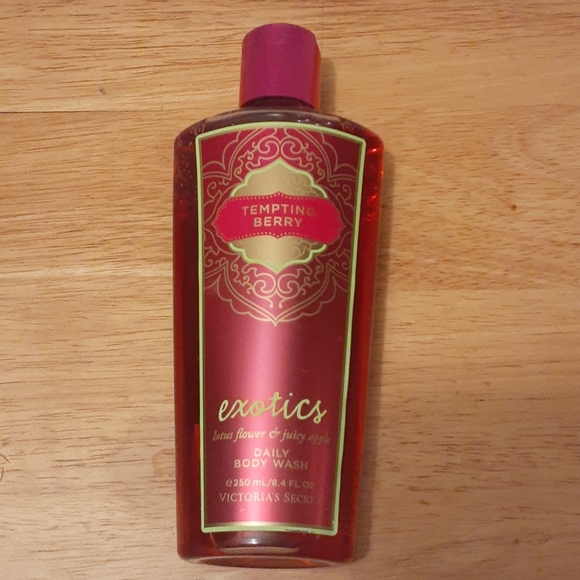 TEMPTING
BERRY
exotics
lotus flower & juicy apple
DAILY
BODY WASH
℮ 250 mL/8.4 FL OZ
VICTORIA'S SECRET